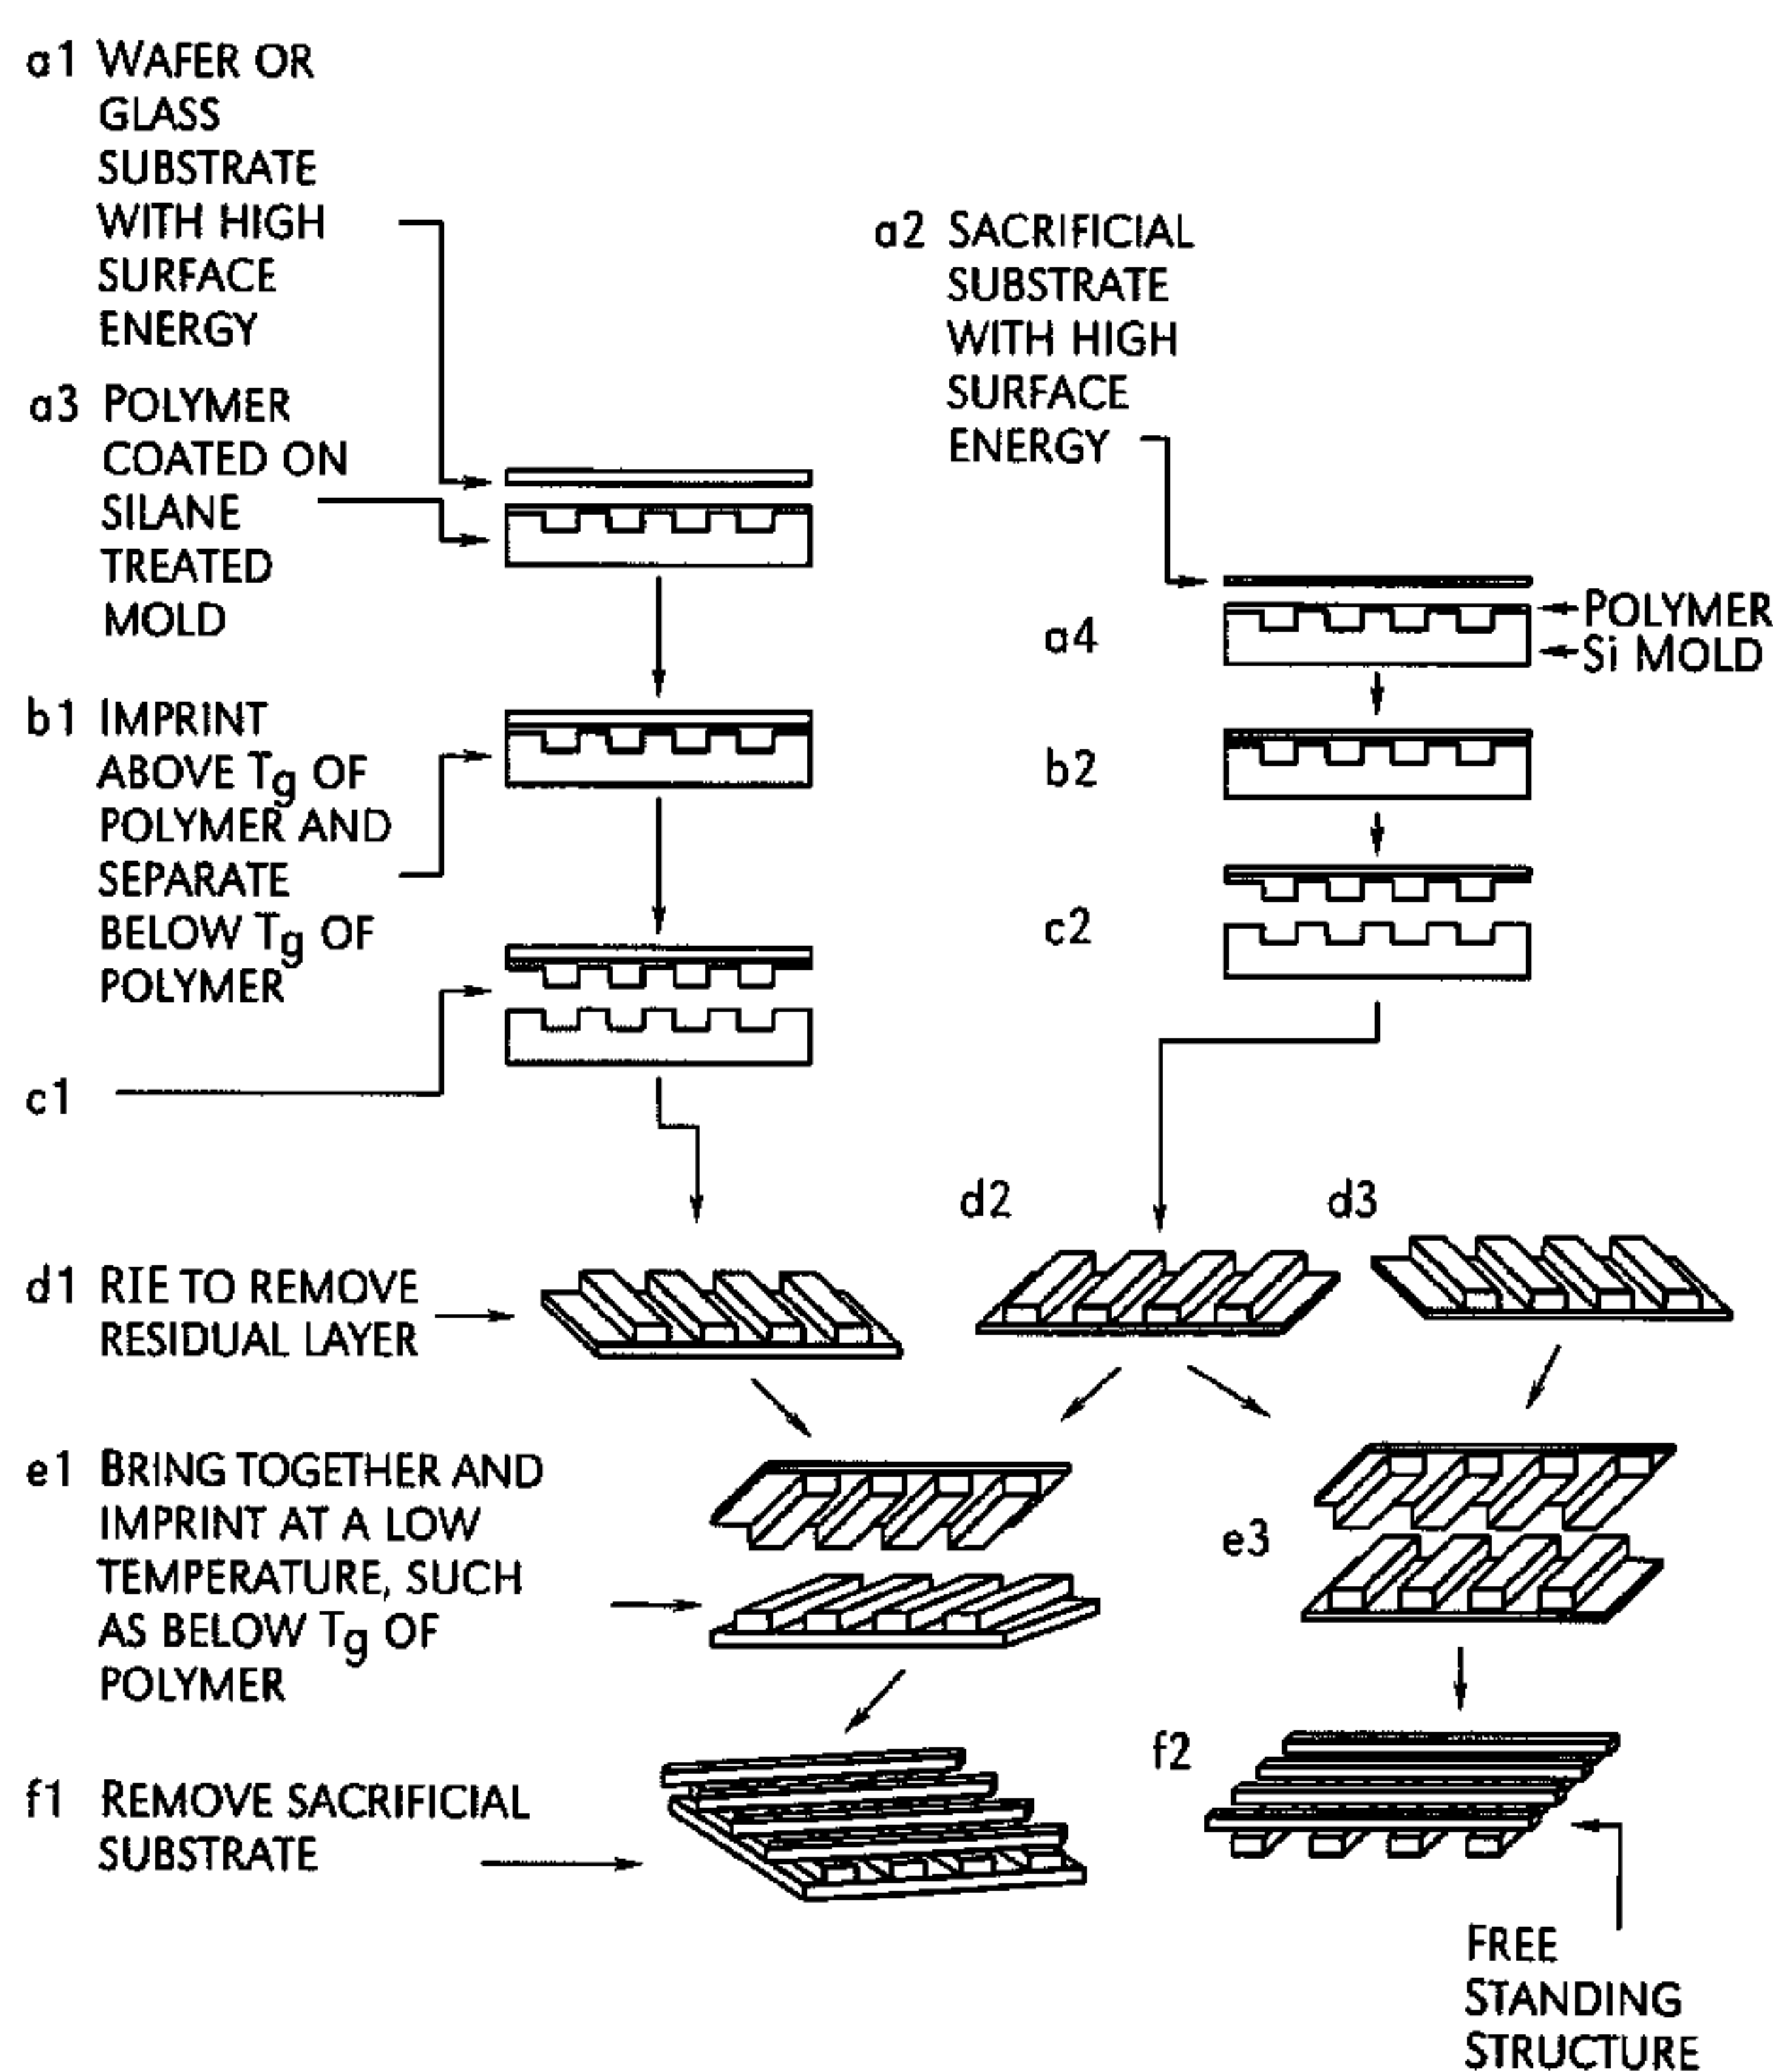 a1 WAFER OR
GLASS
SUBSTRATE
WITH HIGH
SURFACE
ENERGY
a2 SACRIFICIAL
SUBSTRATE
WITH HIGH
SURFACE
ENERGY
a3 POLYMER
COATED ON
SILANE
TREATED
MOLD
a4
POLYMER
Si MOLD
b1 IMPRINT
ABOVE Tg OF
POLYMER AND
SEPARATE
BELOW Tg OF
POLYMER
b2
c2
c1
d2
d3
d1 RIE TO REMOVE
RESIDUAL LAYER
e1 BRING TOGETHER AND
IMPRINT AT A LOW
TEMPERATURE, SUCH
AS BELOW Tg OF
POLYMER
e3
f1 REMOVE SACRIFICIAL
SUBSTRATE
f2
FREE
STANDING
STRUCTURE